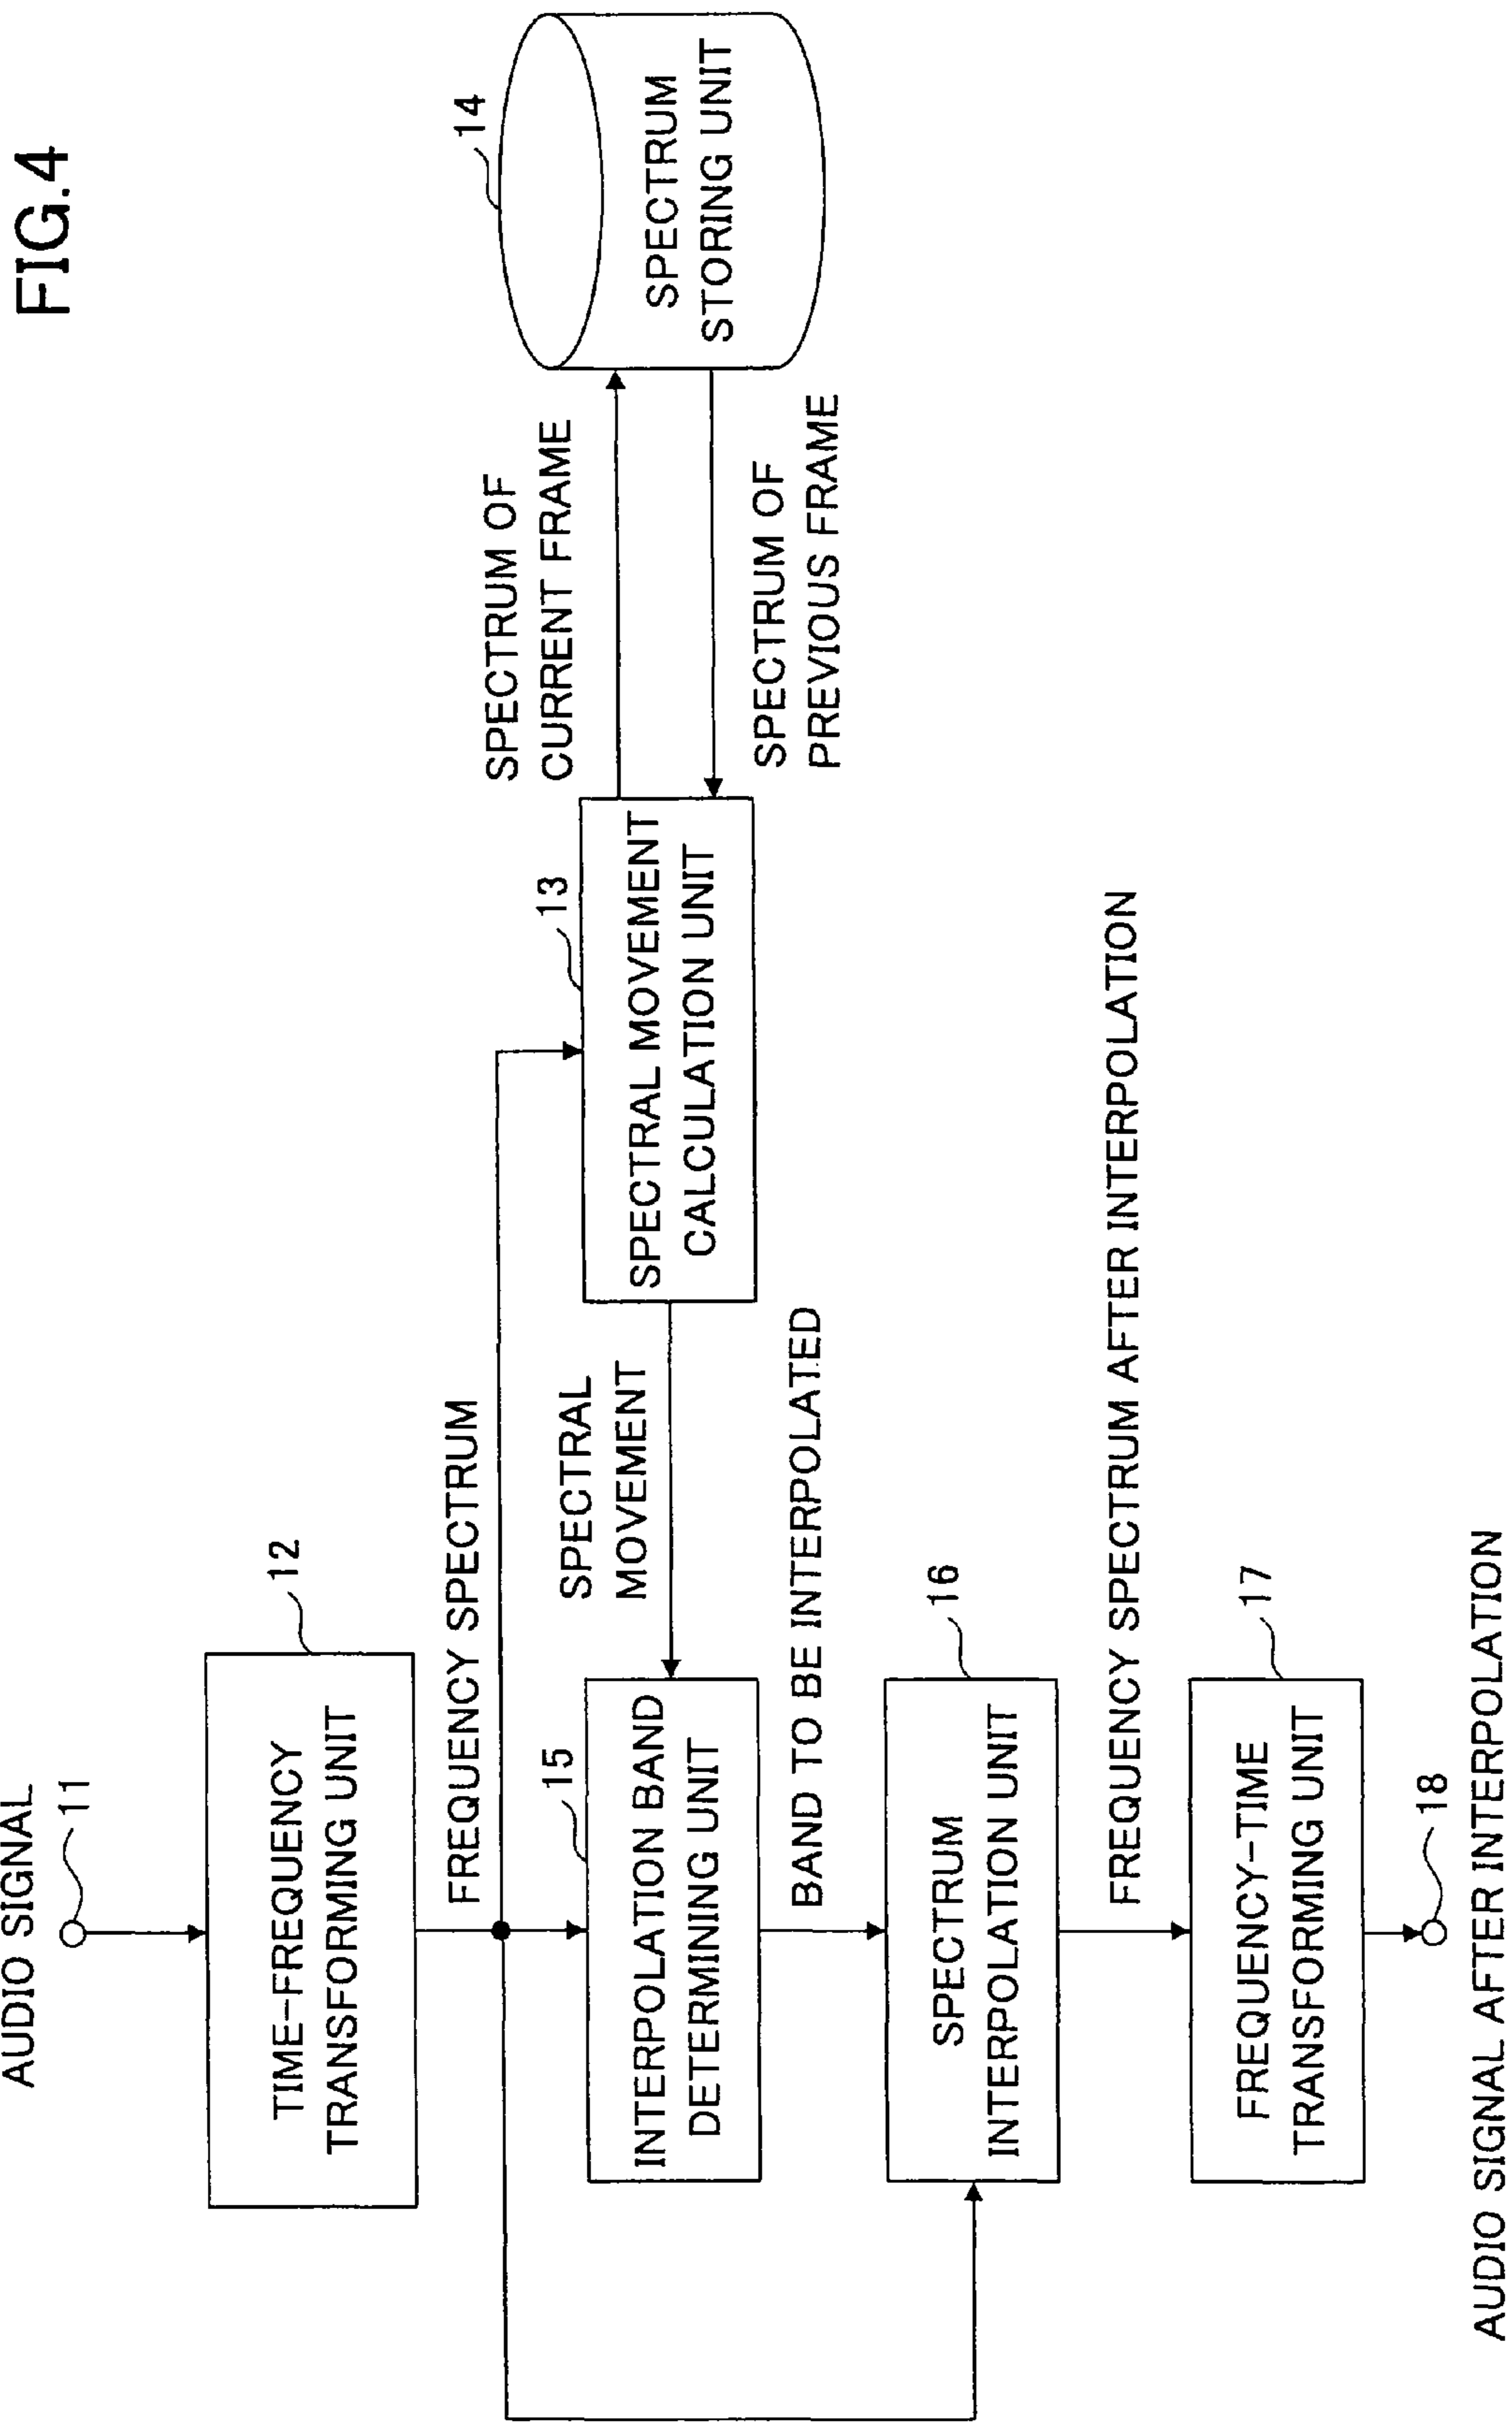 FIG.4
AUDIO SIGNAL
11
12
TIME-FREQUENCY
TRANSFORMING UNIT
FREQUENCY SPECTRUM
14
SPECTRUM
STORING UNIT
SPECTRUM OF
CURRENT FRAME
SPECTRUM OF
PREVIOUS FRAME
13
SPECTRAL MOVEMENT
CALCULATION UNIT
SPECTRAL
MOVEMENT
15
INTERPOLATION BAND
DETERMINING UNIT
BAND TO BE INTERPOLATED
16
SPECTRUM
INTERPOLATION UNIT
FREQUENCY SPECTRUM AFTER INTERPOLATION
17
FREQUENCY-TIME
TRANSFORMING UNIT
18
AUDIO SIGNAL AFTER INTERPOLATION